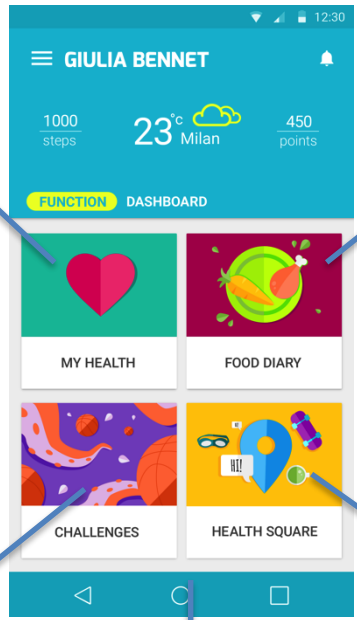 12:30
GIULIA BENNET
1000
steps
23°c
Milan
450
points
FUNCTION DASHBOARD
MY HEALTH
FOOD DIARY
HI!
HI!
CHALLENGES
HEALTH SQUARE